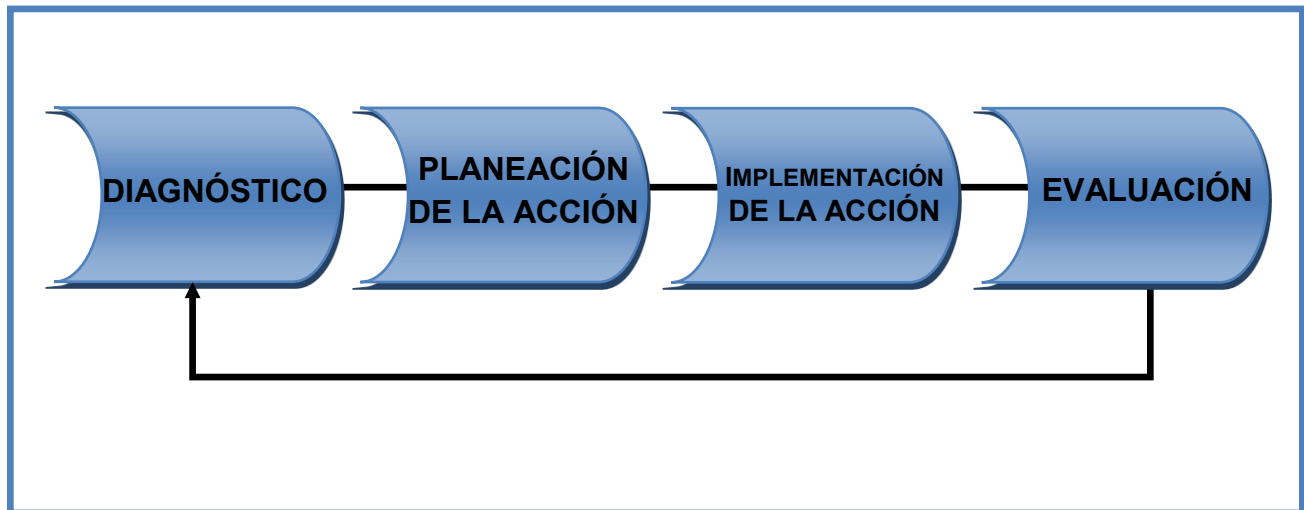 DIAGNÓSTICO
PLANEACIÓN
DE LA ACCIÓN
IMPLEMENTACIÓN
DE LA ACCIÓN
EVALUACIÓN